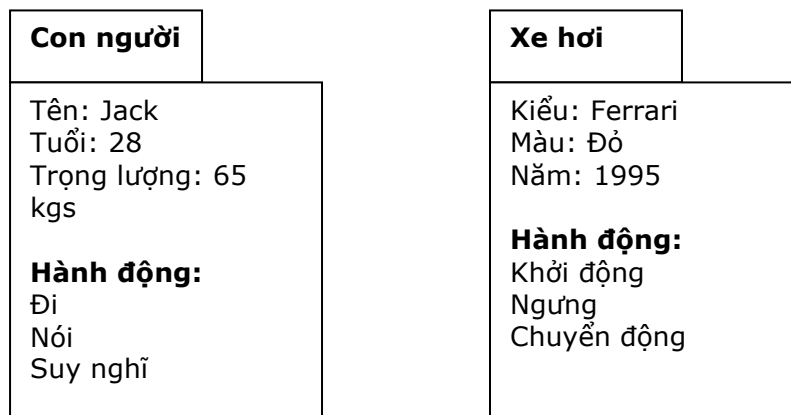 Con người
Tên: Jack
Tuổi: 28
Trọng lượng: 65
kgs
Hành động:
Đi
Nói
Suy nghĩ
Xe hơi
Kiểu: Ferrari
Màu: Đỏ
Năm: 1995
Hành động:
Khởi động
Ngưng
Chuyển động